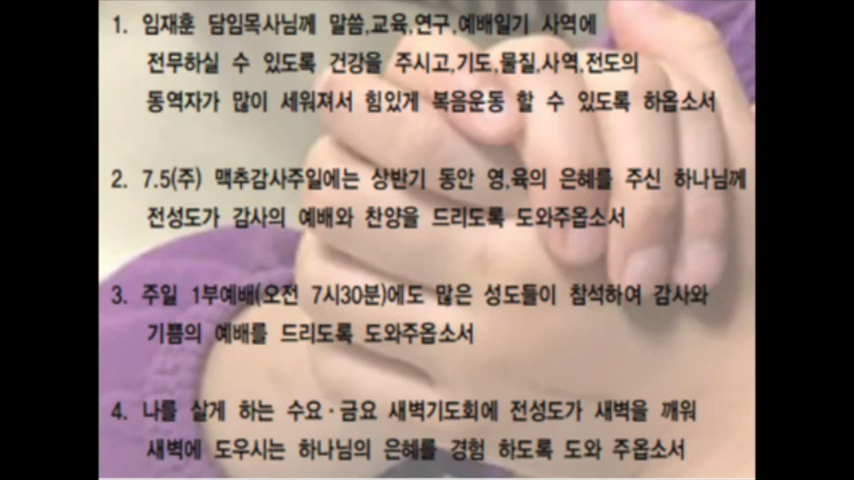 1. 임재훈 담임목사님께 말씀,교육,연구,예배일기 사역에
전무하실 수 있도록 건강을 주시고,기도,물질,사역,전도의
동역자가 많이 세워져서 힘있게 복음운동 할 수 있도록 하옵소서
2. 7.5(주) 맥추감사주일에는 상반기 동안 영,육의 은혜를 주신 하나님께
전성도가 감사의 예배와 찬양을 드리도록 도와주옵소서
3. 주일 1부예배(오전 7시30분)에도 많은 성도들이 참석하여 감사와
기쁨의 예배를 드리도록 도와주옵소서
4. 나를 살게 하는 수요·금요 새벽기도회에 전성도가 새벽을 깨워
새벽에 도우시는 하나님의 은혜를 경험 하도록 도와 주옵소서